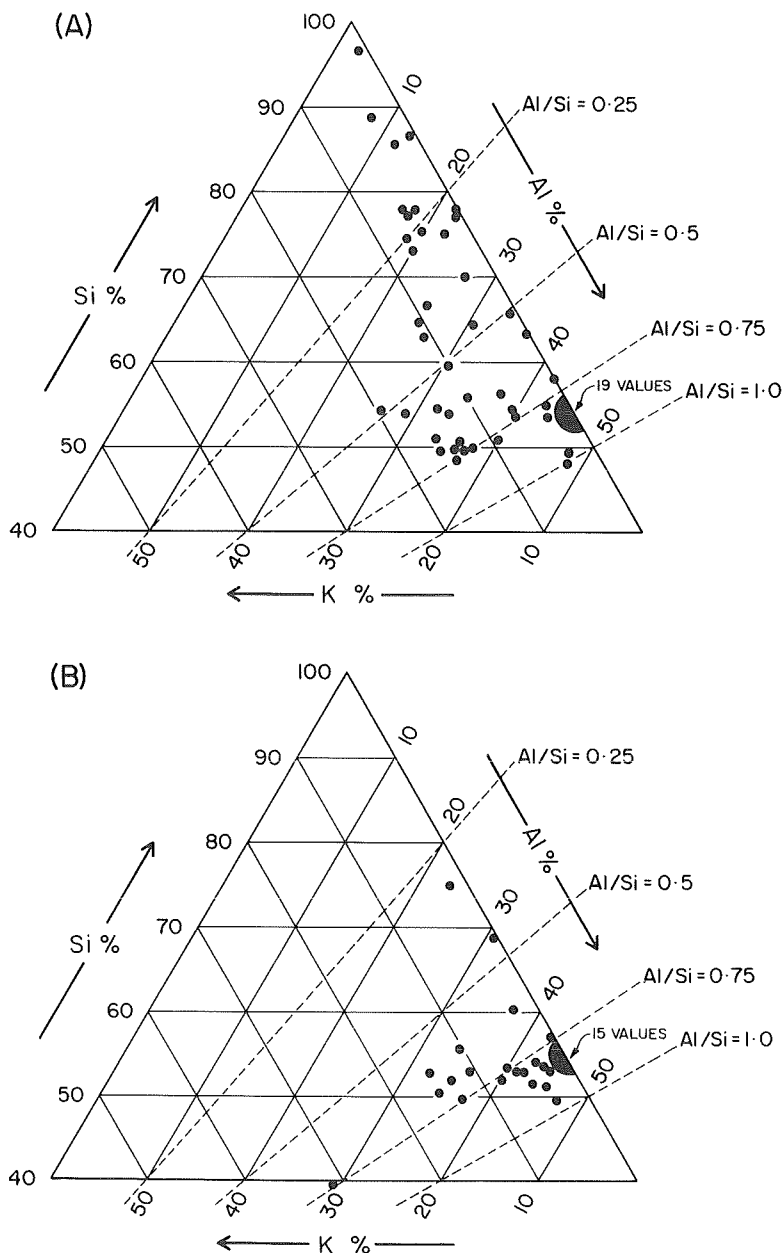 (A)
100
90
80
70
60
50
40
Si %
10
20
30
40
50
Al %
Al/Si = 0·25
Al/Si = 0·5
Al/Si = 0·75
Al/Si = 1·0
19 VALUES
50
40
30
20
10
K %
(B)
100
90
80
70
60
50
40
Si %
10
20
30
40
50
Al %
Al/Si = 0·25
Al/Si = 0·5
Al/Si = 0·75
Al/Si = 1·0
15 VALUES
50
40
30
20
10
K %